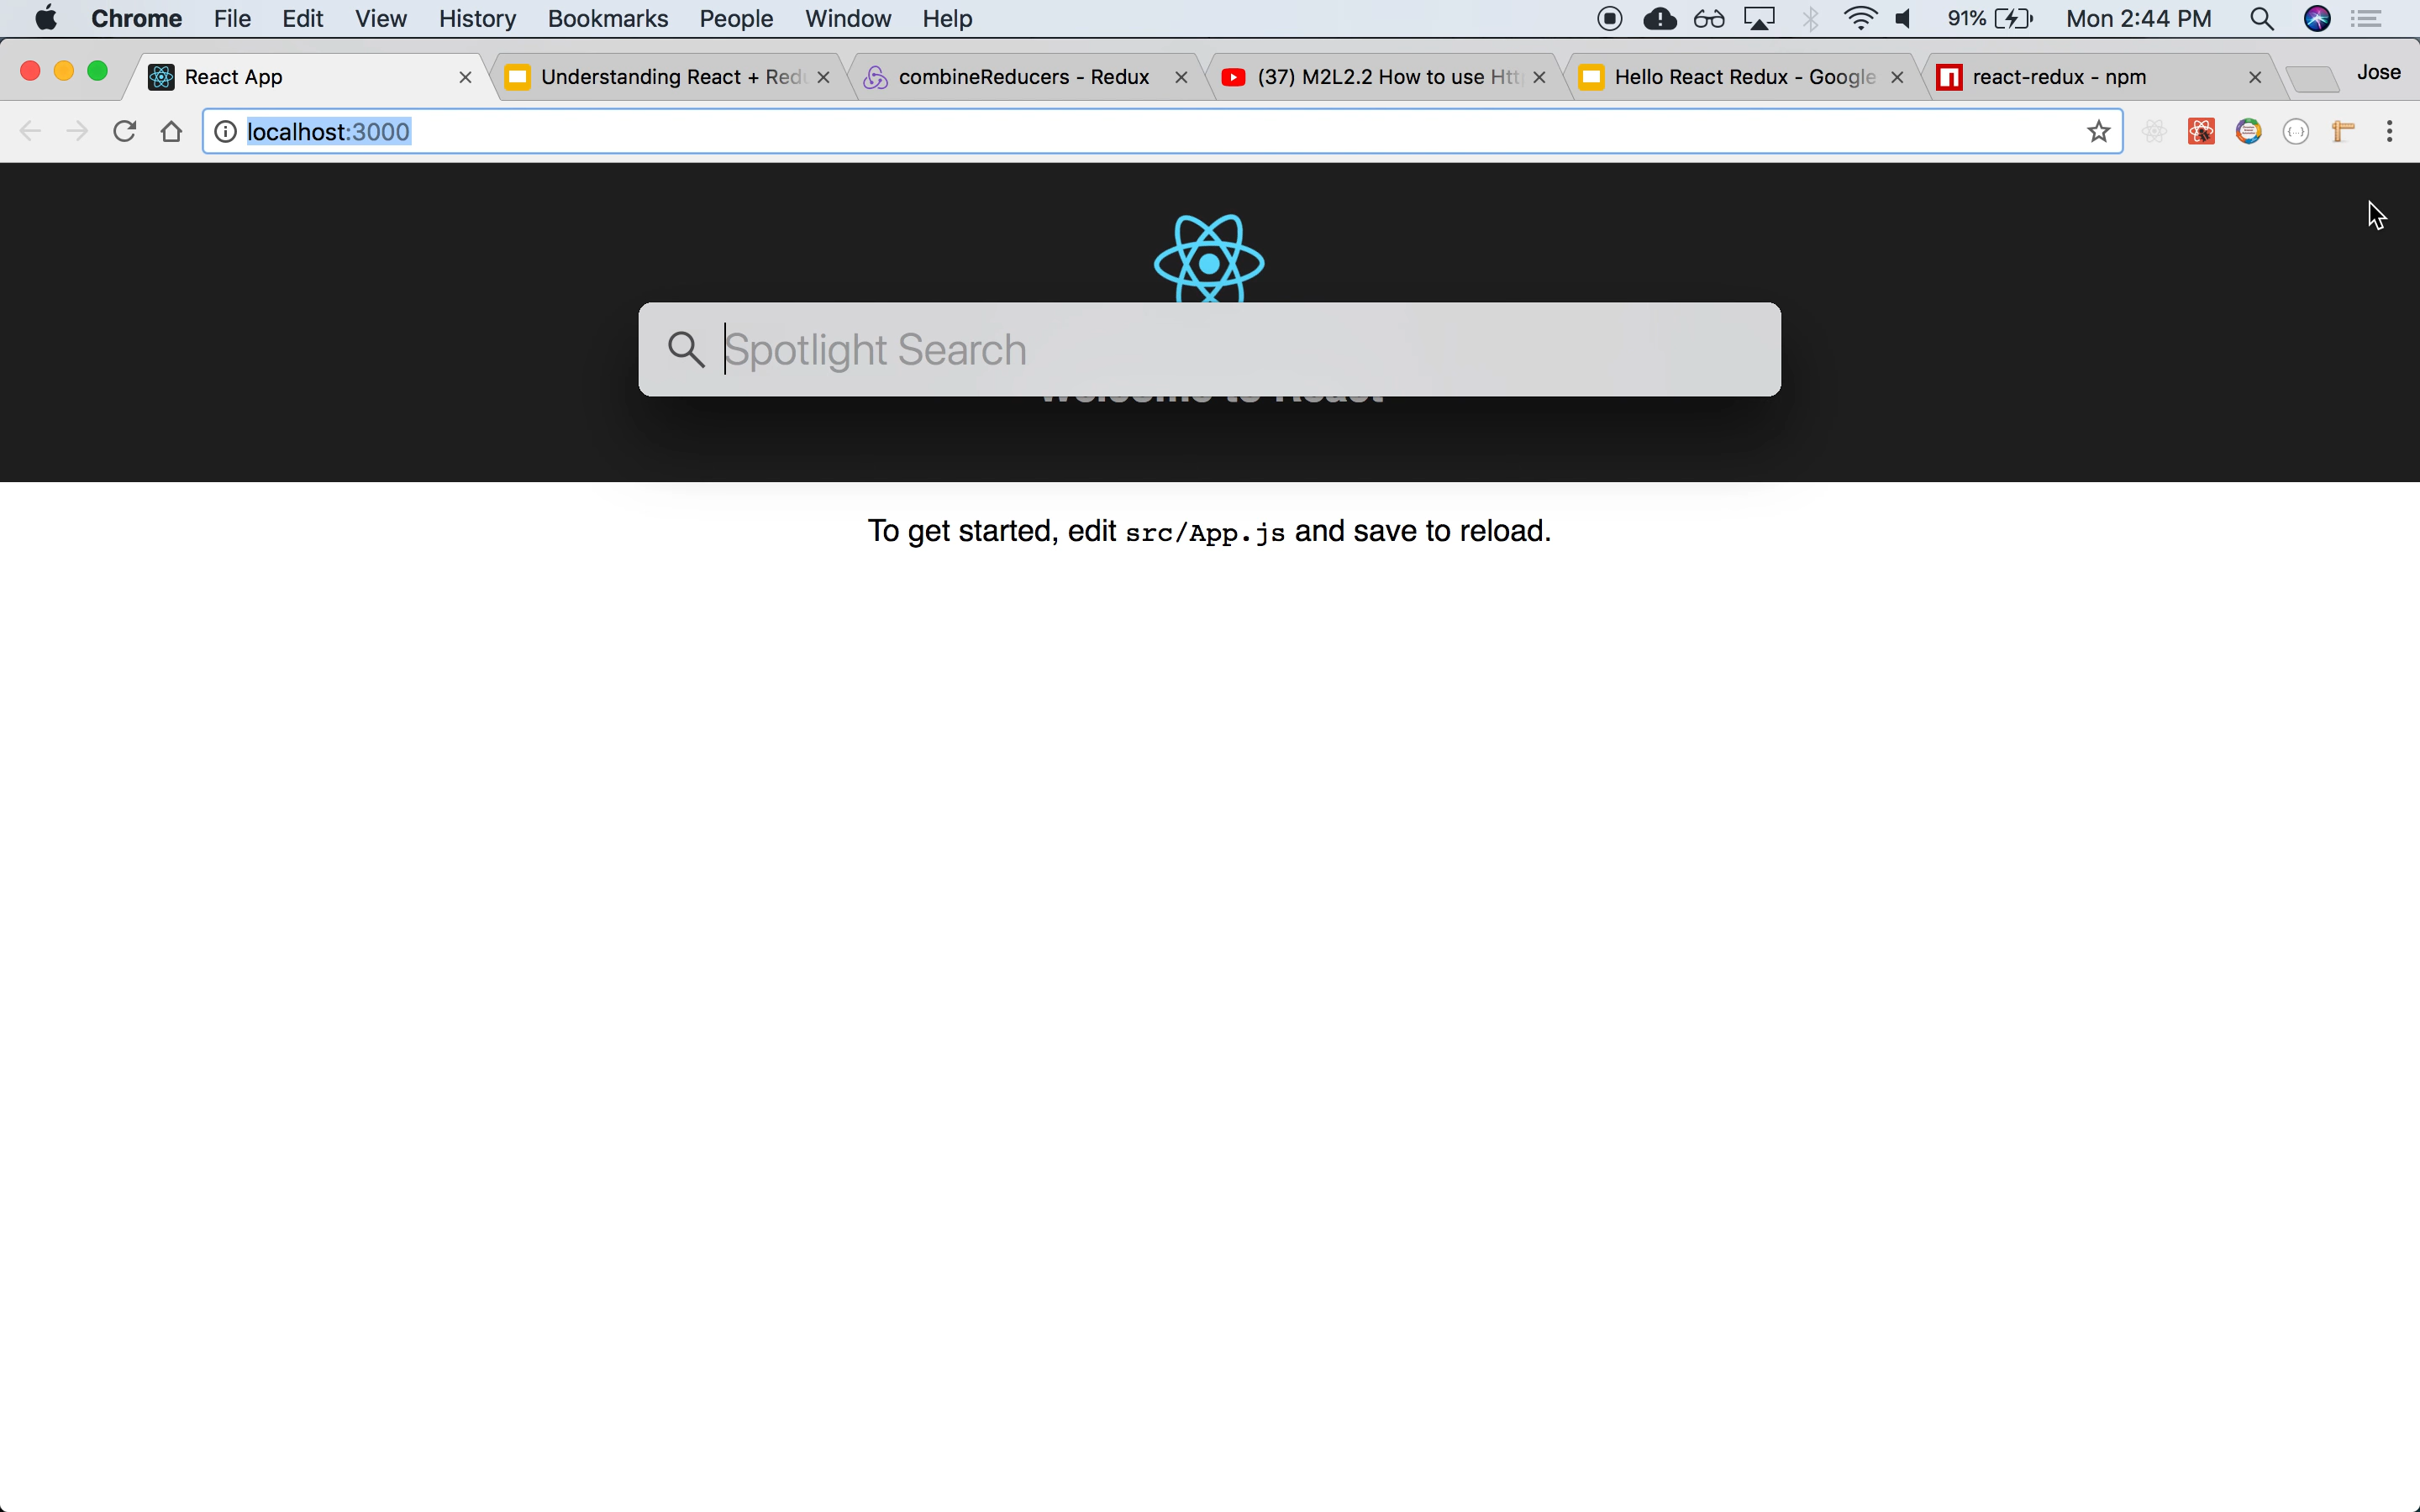 Chrome File Edit View History Bookmarks People Window Help 91% Mon 2:44 PM
React App Understanding React + Redu combineReducers - Redux (37) M2L2.2 How to use Htt Hello React Redux - Google react-redux - npm Jose
localhost:3000
Spotlight Search
Welcome to React
To get started, edit src/App.js and save to reload.